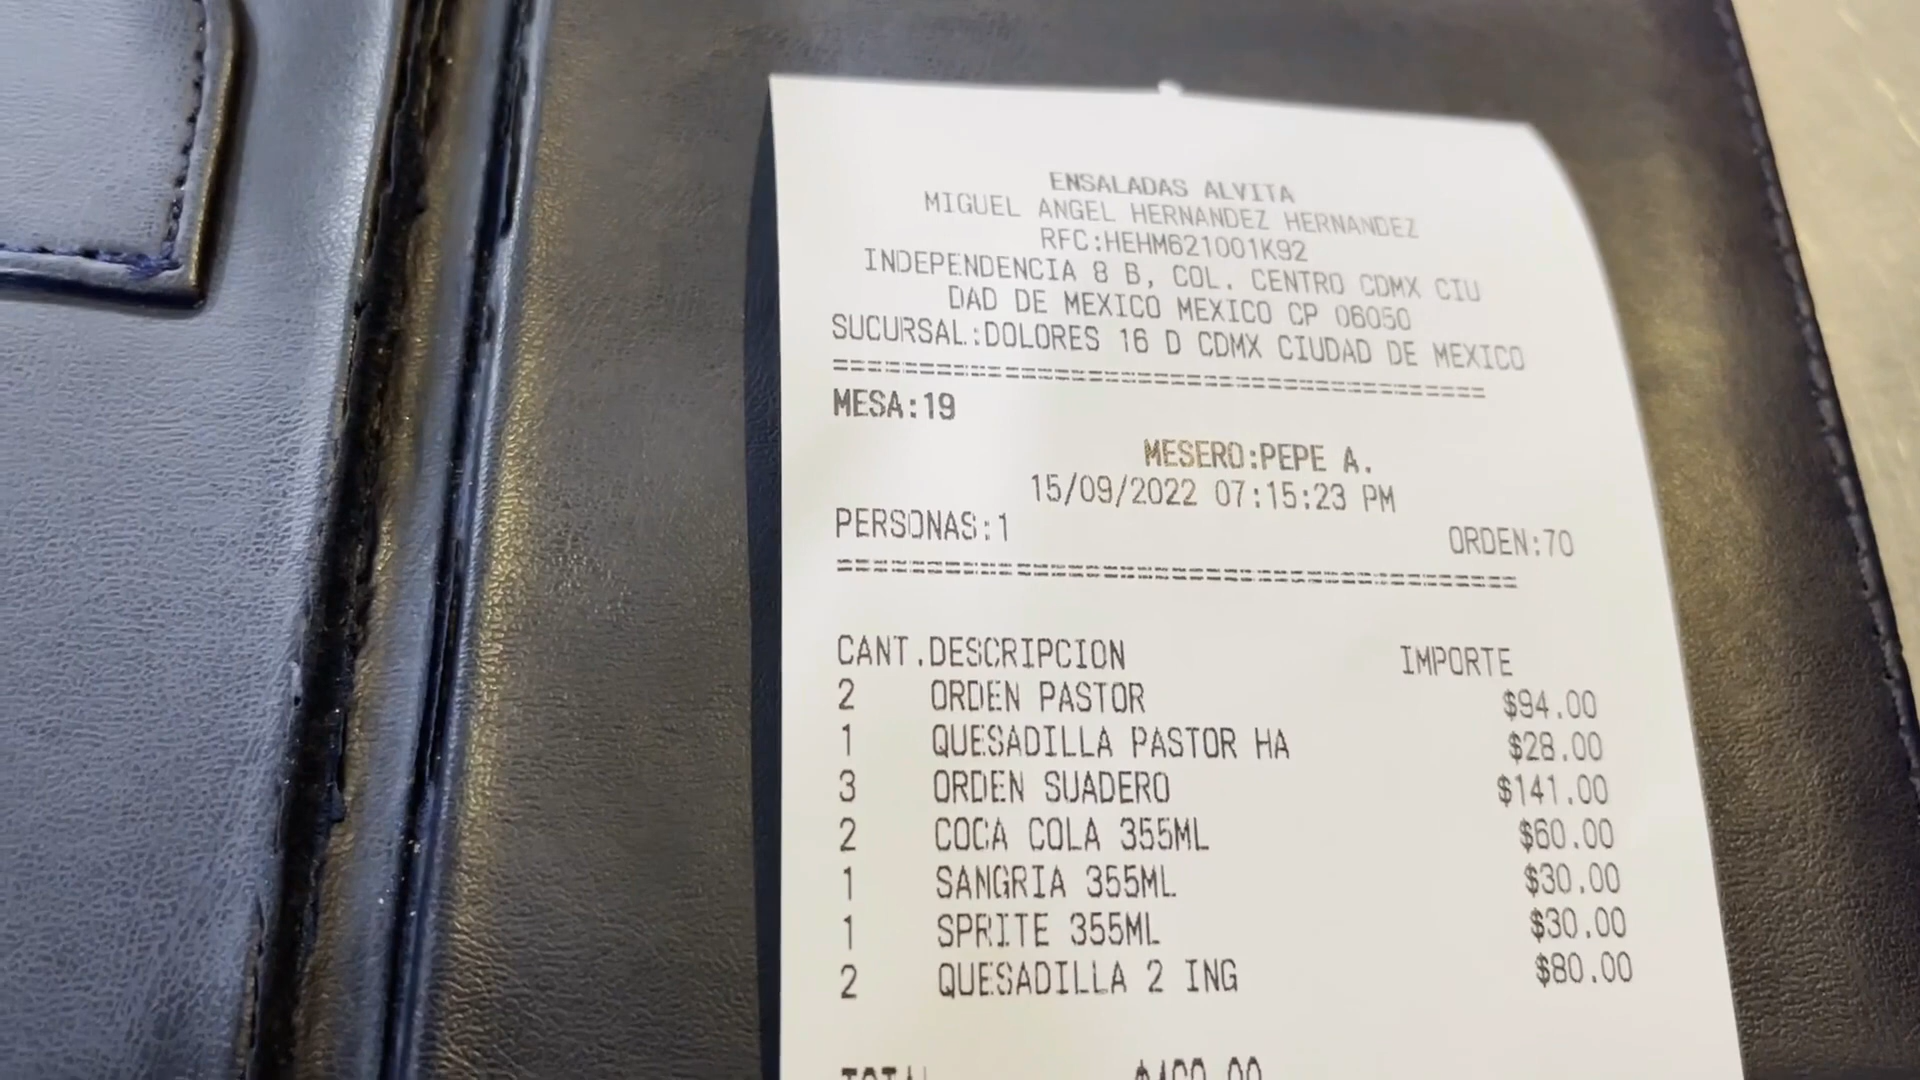 ENSALADAS ALVITA
MIGUEL ANGEL HERNANDEZ HERNANDEZ
RFC:HEHM621001K92
INDEPENDENCIA 8 B, COL. CENTRO CDMX CIU
DAD DE MEXICO MEXICO CP 06050
SUCURSAL:DOLORES 16 D CDMX CIUDAD DE MEXICO
MESA:19
MESERO:PEPE A.
15/09/2022 07:15:23 PM
PERSONAS:1 ORDEN:70
CANT.DESCRIPCION IMPORTE
2 ORDEN PASTOR $94.00
1 QUESADILLA PASTOR HA $28.00
3 ORDEN SUADERO $141.00
2 COCA COLA 355ML $60.00
1 SANGRIA 355ML $30.00
1 SPRITE 355ML $30.00
2 QUESADILLA 2 ING $80.00
TOTAL